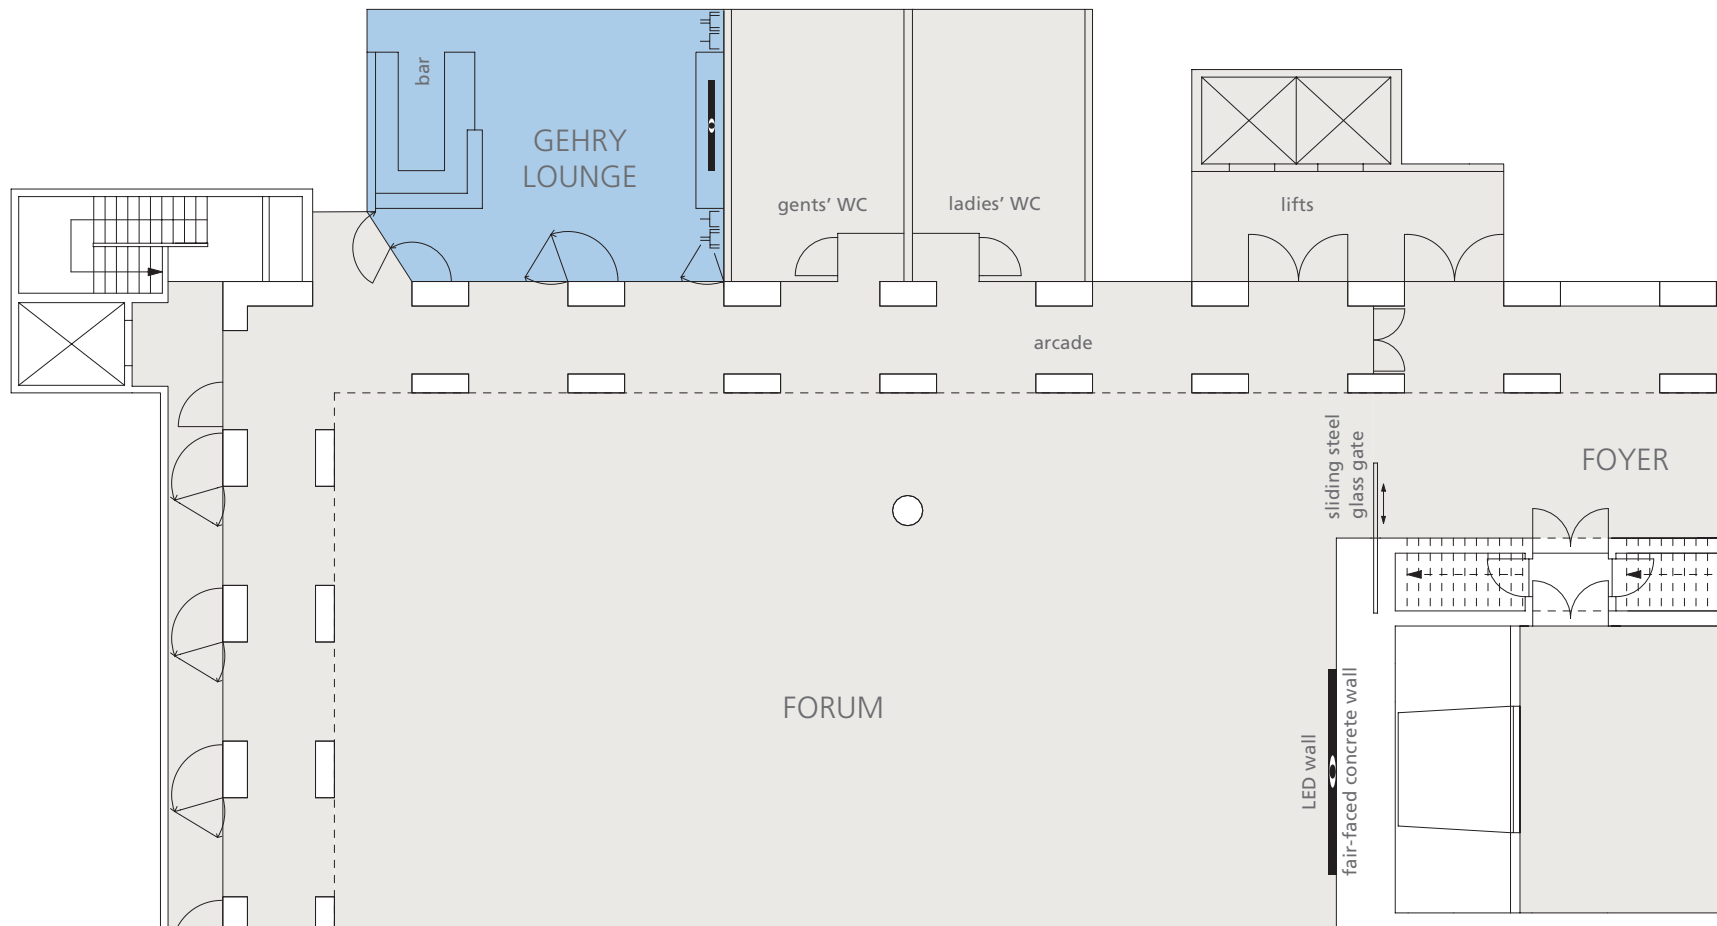 bar
GEHRY
LOUNGE
gents’ WC
ladies’ WC
lifts
arcade
sliding steel
glass gate
FOYER
FORUM
LED wall
fair-faced concrete wall